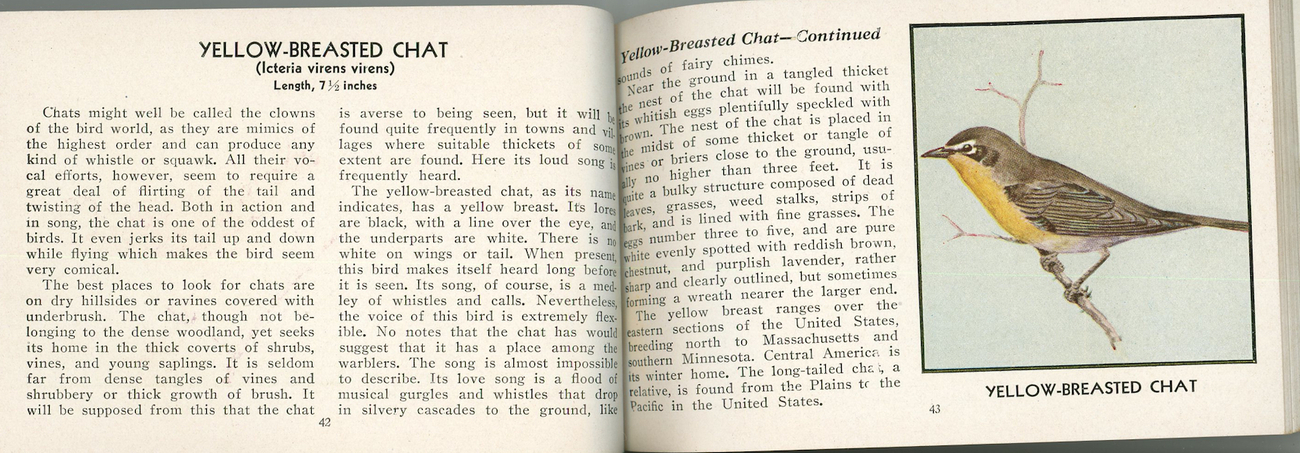 YELLOW-BREASTED CHAT
(Icteria virens virens)
Length, 7½ inches
Chats might well be called the clowns
of the bird world, as they are mimics of
the highest order and can produce any
kind of whistle or squawk. All their vo-
cal efforts, however, seem to require a
great deal of flirting of the tail and
twisting of the head. Both in action and
in song, the chat is one of the oddest of
birds. It even jerks its tail up and down
while flying which makes the bird seem
very comical.
The best places to look for chats are
on dry hillsides or ravines covered with
underbrush. The chat, though not be-
longing to the dense woodland, yet seeks
its home in the thick coverts of shrubs,
vines, and young saplings. It is seldom
far from dense tangles of vines and
shrubbery or thick growth of brush. It
will be supposed from this that the chat
is averse to being seen, but it will be
found quite frequently in towns and vil-
lages where suitable thickets of some
extent are found. Here its loud song is
frequently heard.
The yellow-breasted chat, as its name
indicates, has a yellow breast. Its lores
are black, with a line over the eye, and
the underparts are white. There is no
white on wings or tail. When present,
this bird makes itself heard long before
it is seen. Its song, of course, is a med-
ley of whistles and calls. Nevertheless,
the voice of this bird is extremely flex-
ible. No notes that the chat has would
suggest that it has a place among the
warblers. The song is almost impossible
to describe. Its love song is a flood of
musical gurgles and whistles that drop
in silvery cascades to the ground, like
42
Yellow-Breasted Chat—Continued
sounds of fairy chimes.
Near the ground in a tangled thicket
the nest of the chat will be found with
its whitish eggs plentifully speckled with
brown. The nest of the chat is placed in
the midst of some thicket or tangle of
vines or briers close to the ground, usu-
ally no higher than three feet. It is
quite a bulky structure composed of dead
leaves, grasses, weed stalks, strips of
bark, and is lined with fine grasses. The
eggs number three to five, and are pure
white evenly spotted with reddish brown,
chestnut, and purplish lavender, rather
sharp and clearly outlined, but sometimes
forming a wreath nearer the larger end.
The yellow breast ranges over the
eastern sections of the United States,
breeding north to Massachusetts and
southern Minnesota. Central America is
its winter home. The long-tailed chat, a
relative, is found from the Plains to the
Pacific in the United States.
43
YELLOW-BREASTED CHAT